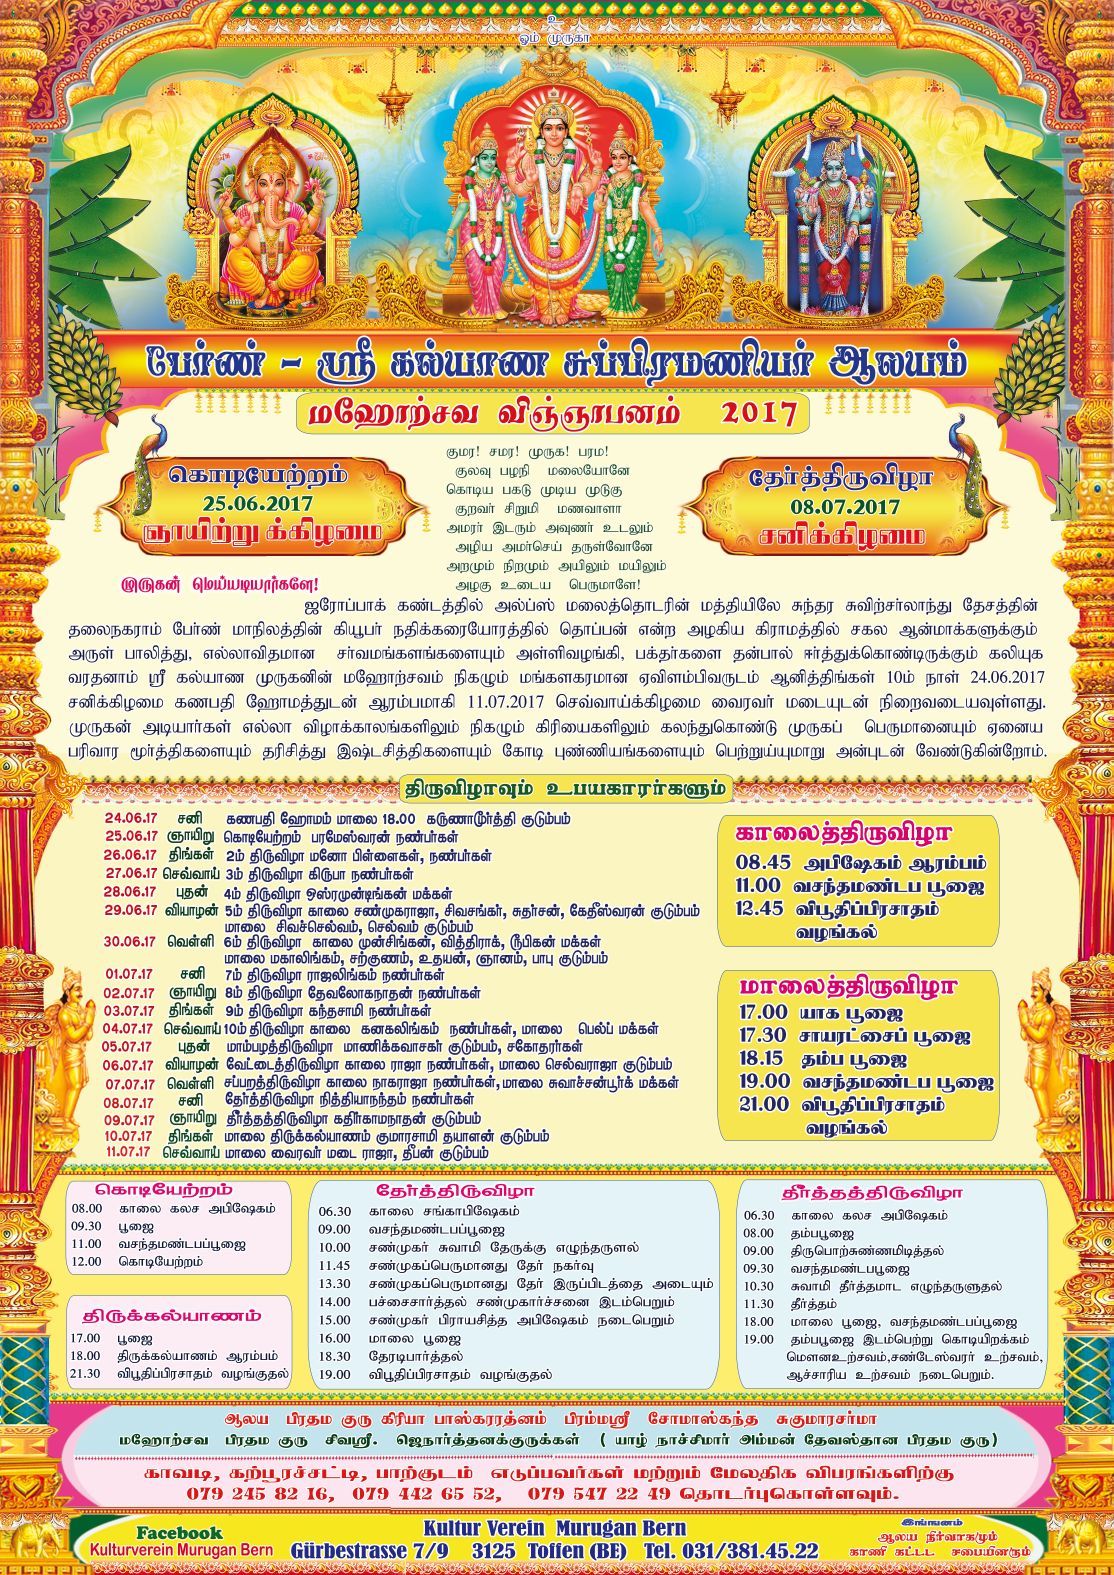 உ
ஓம் முருகா
பேர்ண் - ஸ்ரீ கல்யாண சுப்பிரமணியர் ஆலயம்
மஹோற்சவ விஞ்ஞாபனம் 2017
கொடியேற்றம்
25.06.2017
ஞாயிற்று க்கிழமை
குமர! சமர! முருக! பரம!
குலவு பழநி மலையோனே
கொடிய பகடு முடிய முடுகு
குறவர் சிறுமி மணவாளா
அமரர் இடரும் அவுணர் உடலும்
அழிய அமர்செய் தருள்வோனே
அறமும் நிறமும் அயிலும் மயிலும்
அழகு உடைய பெருமாளே!
தேர்த்திருவிழா
08.07.2017
சனிக்கிழமை
முருகன் மெய்யடியார்களே!
ஐரோப்பாக் கண்டத்தில் அல்ப்ஸ் மலைத்தொடரின் மத்தியிலே சுந்தர சுவிற்சர்லாந்து தேசத்தின்
தலைநகராம் பேர்ண் மாநிலத்தின் கியூபர் நதிக்கரையோரத்தில் தொப்பன் என்ற அழகிய கிராமத்தில் சகல ஆன்மாக்களுக்கும்
அருள் பாலித்து, எல்லாவிதமான சர்வமங்களங்களையும் அள்ளிவழங்கி, பக்தர்களை தன்பால் ஈர்த்துக்கொண்டிருக்கும் கலியுக
வரதனாம் ஸ்ரீ கல்யாண முருகனின் மஹோற்சவம் நிகழும் மங்களகரமான ஏவிளம்பிவருடம் ஆனித்திங்கள் 10ம் நாள் 24.06.2017
சனிக்கிழமை கணபதி ஹோமத்துடன் ஆரம்பமாகி 11.07.2017 செவ்வாய்க்கிழமை வைரவர் மடையுடன் நிறைவடையவுள்ளது.
முருகன் அடியார்கள் எல்லா விழாக்காலங்களிலும் நிகழும் கிரியைகளிலும் கலந்துகொண்டு முருகப் பெருமானையும் ஏனைய
பரிவார மூர்த்திகளையும் தரிசித்து இஷ்டசித்திகளையும் கோடி புண்ணியங்களையும் பெற்றுய்யுமாறு அன்புடன் வேண்டுகின்றோம்.
திருவிழாவும் உபயகாரர்களும்
24.06.17 சனி கணபதி ஹோமம் மாலை 18.00 கருணாமூர்த்தி குடும்பம்
25.06.17 ஞாயிறு கொடியேற்றம் பரமேஸ்வரன் நண்பர்கள்
26.06.17 திங்கள் 2ம் திருவிழா மனோ பிள்ளைகள், நண்பர்கள்
27.06.17 செவ்வாய் 3ம் திருவிழா கிருபா நண்பர்கள்
28.06.17 புதன் 4ம் திருவிழா ஒஸ்ரமுன்டிங்கன் மக்கள்
29.06.17 வியாழன் 5ம் திருவிழா காலை சண்முகராஜா, சிவசங்கர், சுதர்சன், கேதீஸ்வரன் குடும்பம்
மாலை சிவச்செல்வம், செல்வம் குடும்பம்
30.06.17 வெள்ளி 6ம் திருவிழா காலை முன்சிங்கன், வித்திராக், ரூபிகன் மக்கள்
மாலை மகாலிங்கம், சற்குணம், உதயன், ஞானம், பாபு குடும்பம்
01.07.17 சனி 7ம் திருவிழா ராஜலிங்கம் நண்பர்கள்
02.07.17 ஞாயிறு 8ம் திருவிழா தேவலோகநாதன் நண்பர்கள்
03.07.17 திங்கள் 9ம் திருவிழா கந்தசாமி நண்பர்கள்
04.07.17 செவ்வாய் 10ம் திருவிழா காலை கனகலிங்கம் நண்பர்கள், மாலை பெல்ப் மக்கள்
05.07.17 புதன் மாம்பழத்திருவிழா மாணிக்கவாசகர் குடும்பம், சகோதர்கள்
06.07.17 வியாழன் வேட்டைத்திருவிழா காலை ராஜா நண்பர்கள், மாலை செல்வராஜா குடும்பம்
07.07.17 வெள்ளி சப்பறத்திருவிழா காலை நாகராஜா நண்பர்கள், மாலை சுவாச்சன்பூர்க் மக்கள்
08.07.17 சனி தேர்த்திருவிழா நித்தியாநந்தம் நண்பர்கள்
09.07.17 ஞாயிறு தீர்த்தத்திருவிழா கதிர்காமநாதன் குடும்பம்
10.07.17 திங்கள் மாலை திருக்கல்யாணம் குமாரசாமி தயாளன் குடும்பம்
11.07.17 செவ்வாய் மாலை வைரவர் மடை ராஜா, தீபன் குடும்பம்
காலைத்திருவிழா
08.45 அபிஷேகம் ஆரம்பம்
11.00 வசந்தமண்டப பூஜை
12.45 விபூதிப்பிரசாதம்
வழங்கல்
மாலைத்திருவிழா
17.00 யாக பூஜை
17.30 சாயரட்சைப் பூஜை
18.15 தம்ப பூஜை
19.00 வசந்தமண்டப பூஜை
21.00 விபூதிப்பிரசாதம்
வழங்கல்
கொடியேற்றம்
08.00 காலை கலச அபிஷேகம்
09.30 பூஜை
11.00 வசந்தமண்டப்பூஜை
12.00 கொடியேற்றம்
திருக்கல்யாணம்
17.00 பூஜை
18.00 திருக்கல்யாணம் ஆரம்பம்
21.30 விபூதிப்பிரசாதம் வழங்குதல்
தேர்த்திருவிழா
06.30 காலை சங்காபிஷேகம்
09.00 வசந்தமண்டபப்பூஜை
10.00 சண்முகர் சுவாமி தேருக்கு எழுந்தருளல்
11.45 சண்முகப்பெருமானது தேர் நகர்வு
13.30 சண்முகப்பெருமானது தேர் இருப்பிடத்தை அடையும்
14.00 பச்சைசார்த்தல் சண்முகார்ச்சனை இடம்பெறும்
15.00 சண்முகர் பிராயசித்த அபிஷேகம் நடைபெறும்
16.00 மாலை பூஜை
18.30 தேரடிபார்த்தல்
19.00 விபூதிப்பிரசாதம் வழங்குதல்
தீர்த்தத்திருவிழா
06.30 காலை கலச அபிஷேகம்
08.00 தம்பபூஜை
09.00 திருபொற்சுண்ணமிடித்தல்
09.30 வசந்தமண்டபபூஜை
10.30 சுவாமி தீர்த்தமாட எழுந்தருளுதல்
11.30 தீர்த்தம்
18.00 மாலை பூஜை, வசந்தமண்டபப்பூஜை
19.00 தம்பபூஜை இடம்பெற்று கொடியிறக்கம்
மௌனஉற்சவம்,சண்டேஸ்வரர் உற்சவம்,
ஆச்சாரிய உற்சவம் நடைபெறும்.
ஆலய பிரதம குரு கிரியா பாஸ்கரரத்னம் பிரம்மஸ்ரீ சோமாஸ்கந்த சுகுமாரசர்மா
மஹோற்சவ பிரதம குரு சிவஸ்ரீ. ஜெநார்த்தனக்குருக்கள் ( யாழ் நாச்சிமார் அம்மன் தேவஸ்தான பிரதம குரு)
காவடி, கற்பூரச்சட்டி, பாற்குடம் எடுப்பவர்கள் மற்றும் மேலதிக விபரங்களிற்கு
079 245 82 16, 079 442 65 52, 079 547 22 49 தொடர்புகொள்ளவும்.
Facebook
Kulturverein Murugan Bern
Kultur Verein Murugan Bern
Gürbestrasse 7/9 3125 Toffen (BE) Tel. 031/381.45.22
இங்ஙனம்
ஆலய நிர்வாகமும்
காணி கட்டட சபையினரும்